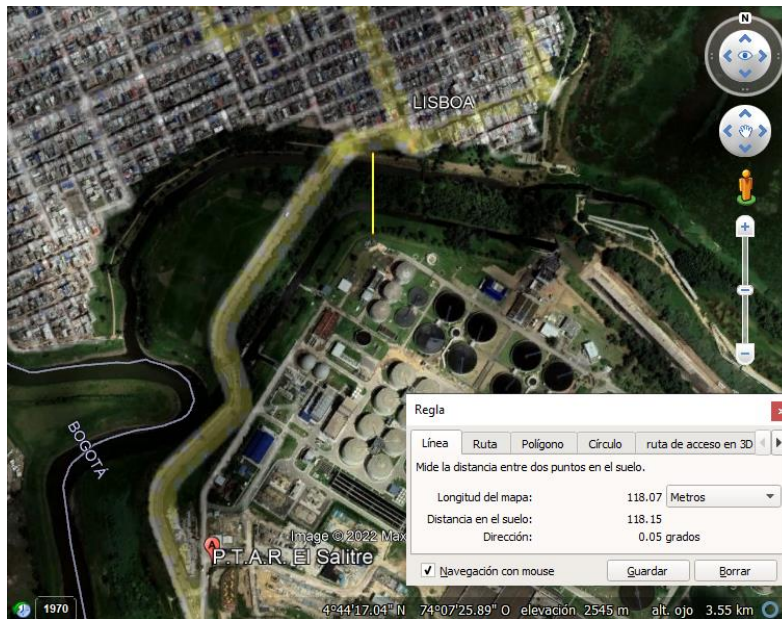 N
LISBOA
BOGOTÁ
A
P.T.A.R. El Salitre
Image © 2022 Max
Regla
Línea Ruta Polígono Círculo ruta de acceso en 3D
Mide la distancia entre dos puntos en el suelo.
Longitud del mapa: 118.07 Metros
Distancia en el suelo: 118.15
Dirección: 0.05 grados
Navegación con mouse Guardar Borrar
1970 4°44'17.04" N 74°07'25.89" O elevación 2545 m alt. ojo 3.55 km